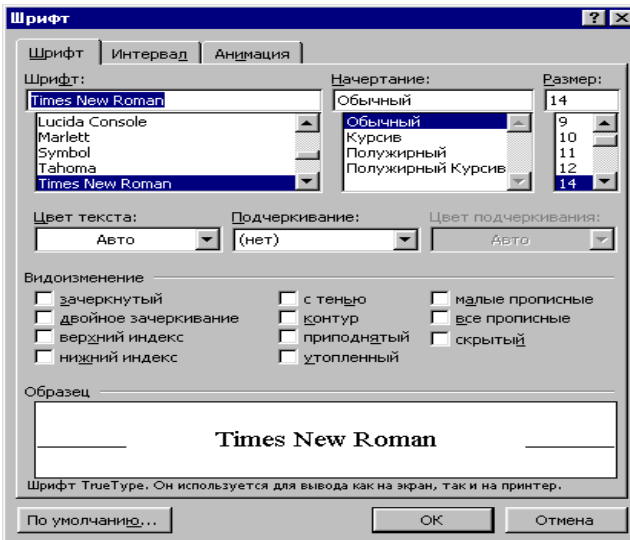 Шрифт
Шрифт Интервал Анимация
Шрифт: Начертание: Размер:
Times New Roman Обычный 14
Lucida Console Обычный 9
Marlett Курсив 10
Symbol Полужирный 11
Tahoma Полужирный Курсив 12
Times New Roman 14
Цвет текста: Подчеркивание: Цвет подчеркивания:
Авто (нет) Авто
Видоизменение
зачеркнутый с тенью малые прописные
двойное зачеркивание контур все прописные
верхний индекс приподнятый скрытый
нижний индекс утопленный
Образец
Times New Roman
Шрифт TrueType. Он используется для вывода как на экран, так и на принтер.
По умолчанию... ОК Отмена